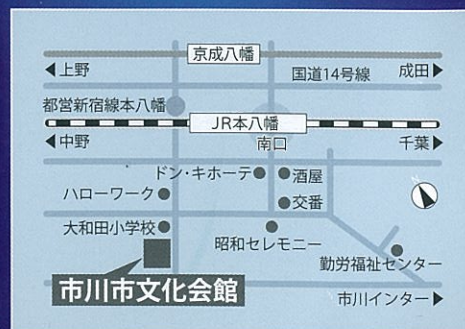 京成八幡
◀上野
国道14号線
成田▶
都営新宿線本八幡
JR本八幡
◀中野
南口
千葉▶
ドン・キホーテ
酒屋
ハローワーク
交番
N
大和田小学校
昭和セレモニー
勤労福祉センター
市川市文化会館
市川インター▶